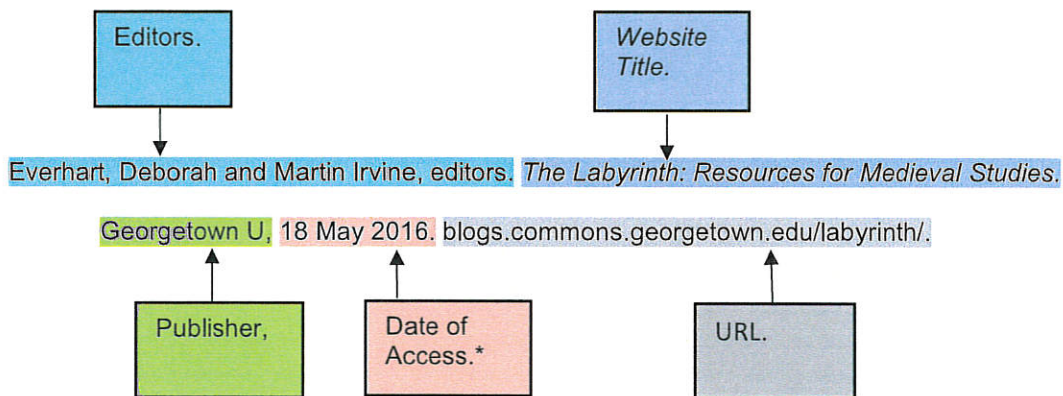 Editors.
Website
Title.
Everhart, Deborah and Martin Irvine, editors. The Labyrinth: Resources for Medieval Studies.
Georgetown U, 18 May 2016. blogs.commons.georgetown.edu/labyrinth/.
Publisher,
Date of
Access.*
URL.